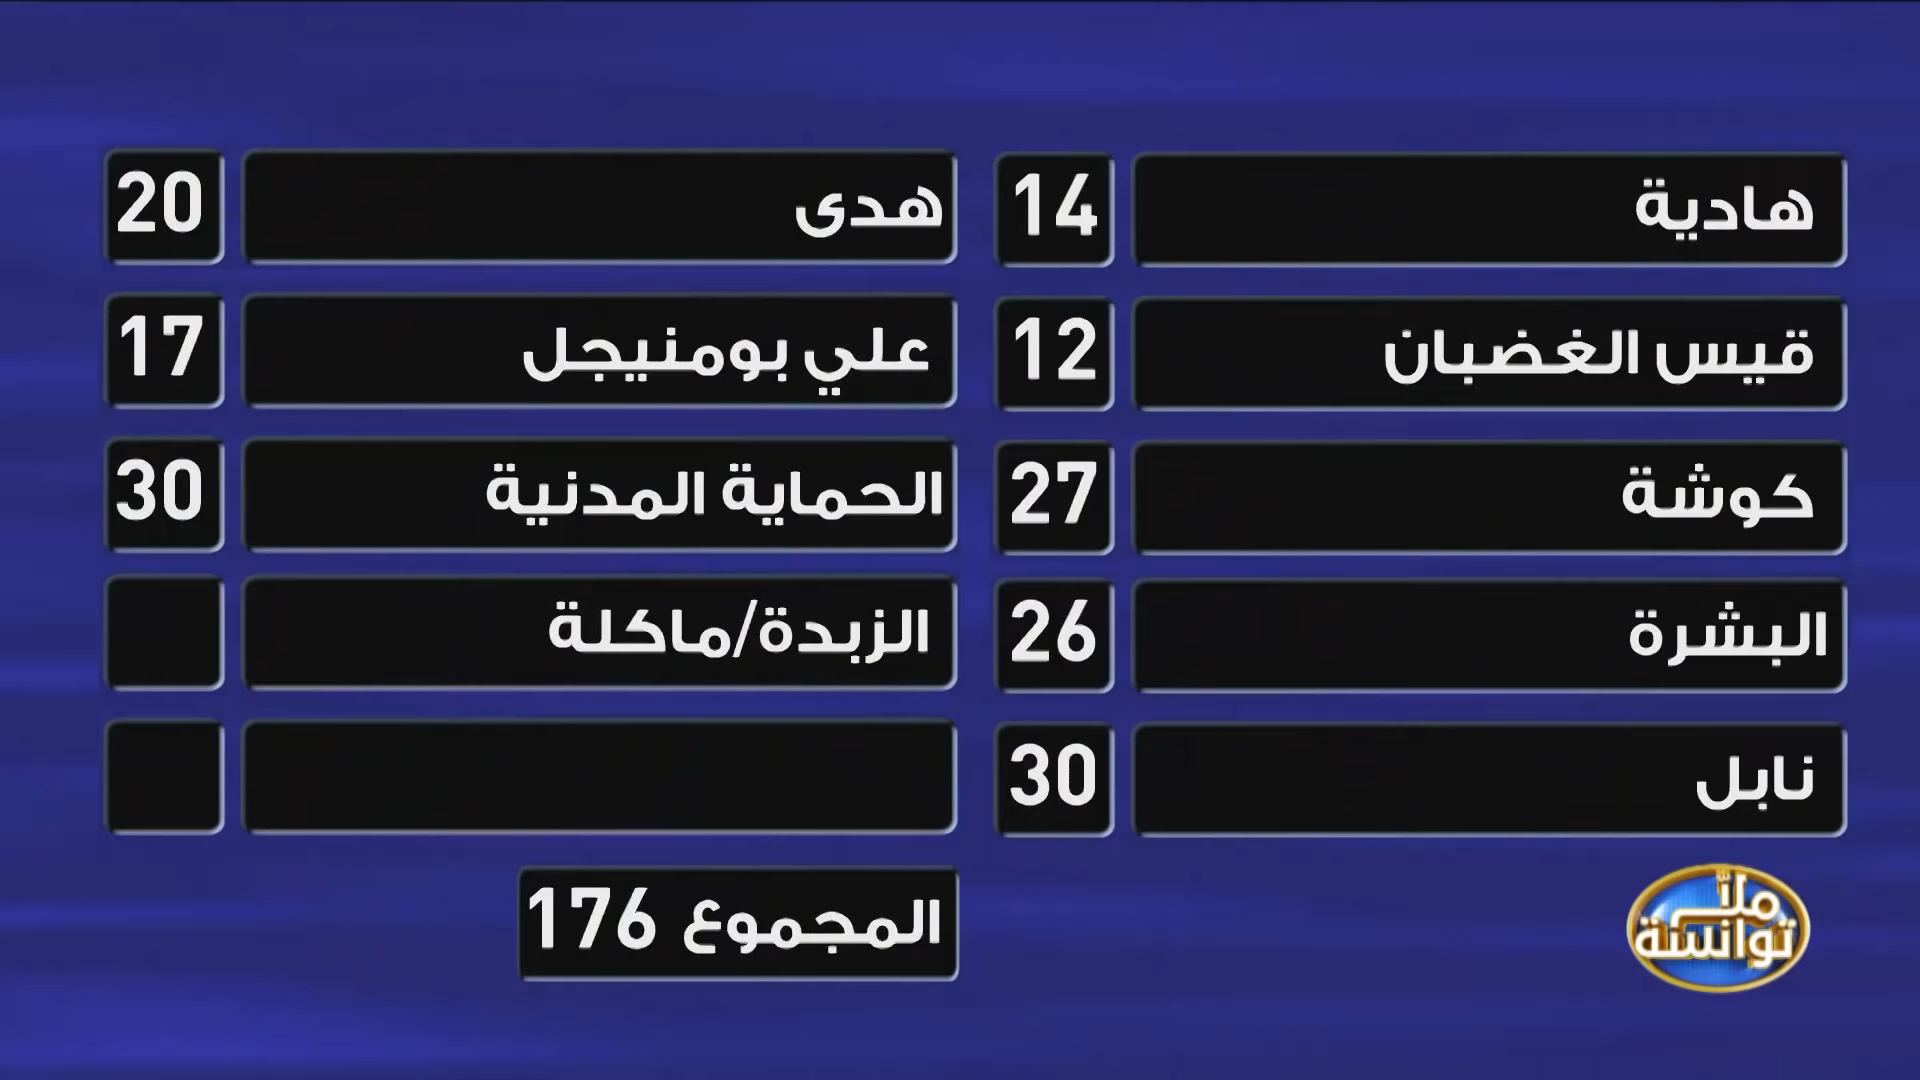 هادية 14
قيس الغضبان 12
كوشة 27
البشرة 26
نابل 30
هدى 20
علي بومنيجل 17
الحماية المدنية 30
الزبدة/ماكلة
المجموع 176
ملا
توانسة